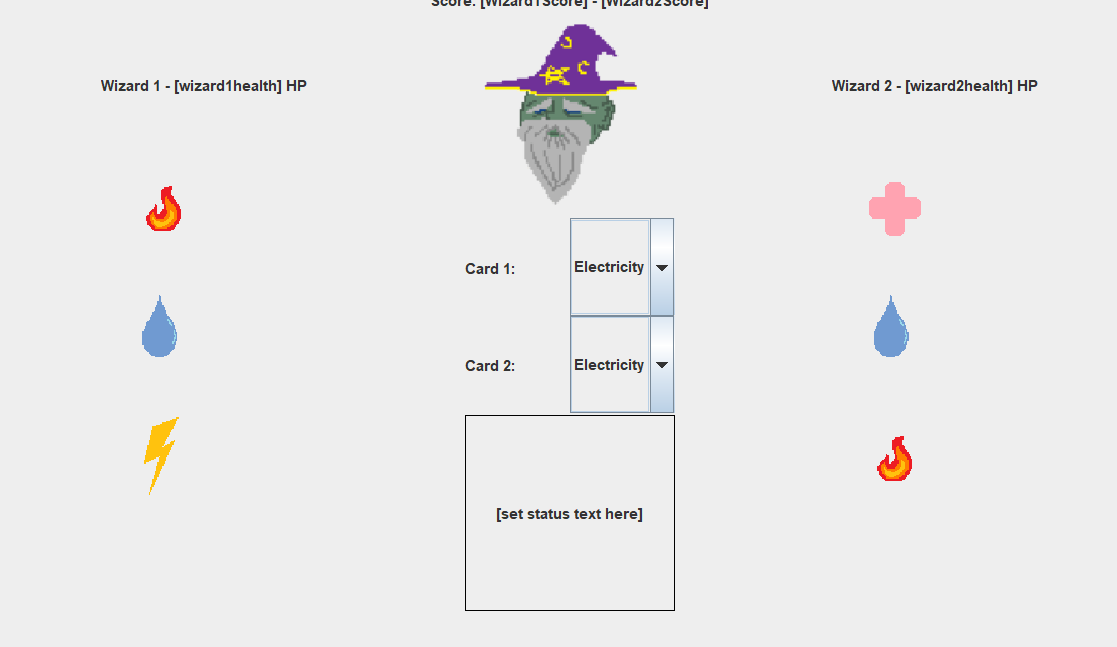 Score: [Wizard1Score] - [Wizard2Score]
Wizard 1 - [wizard1health] HP
Wizard 2 - [wizard2health] HP
Card 1:
Electricity
Card 2:
Electricity
[set status text here]